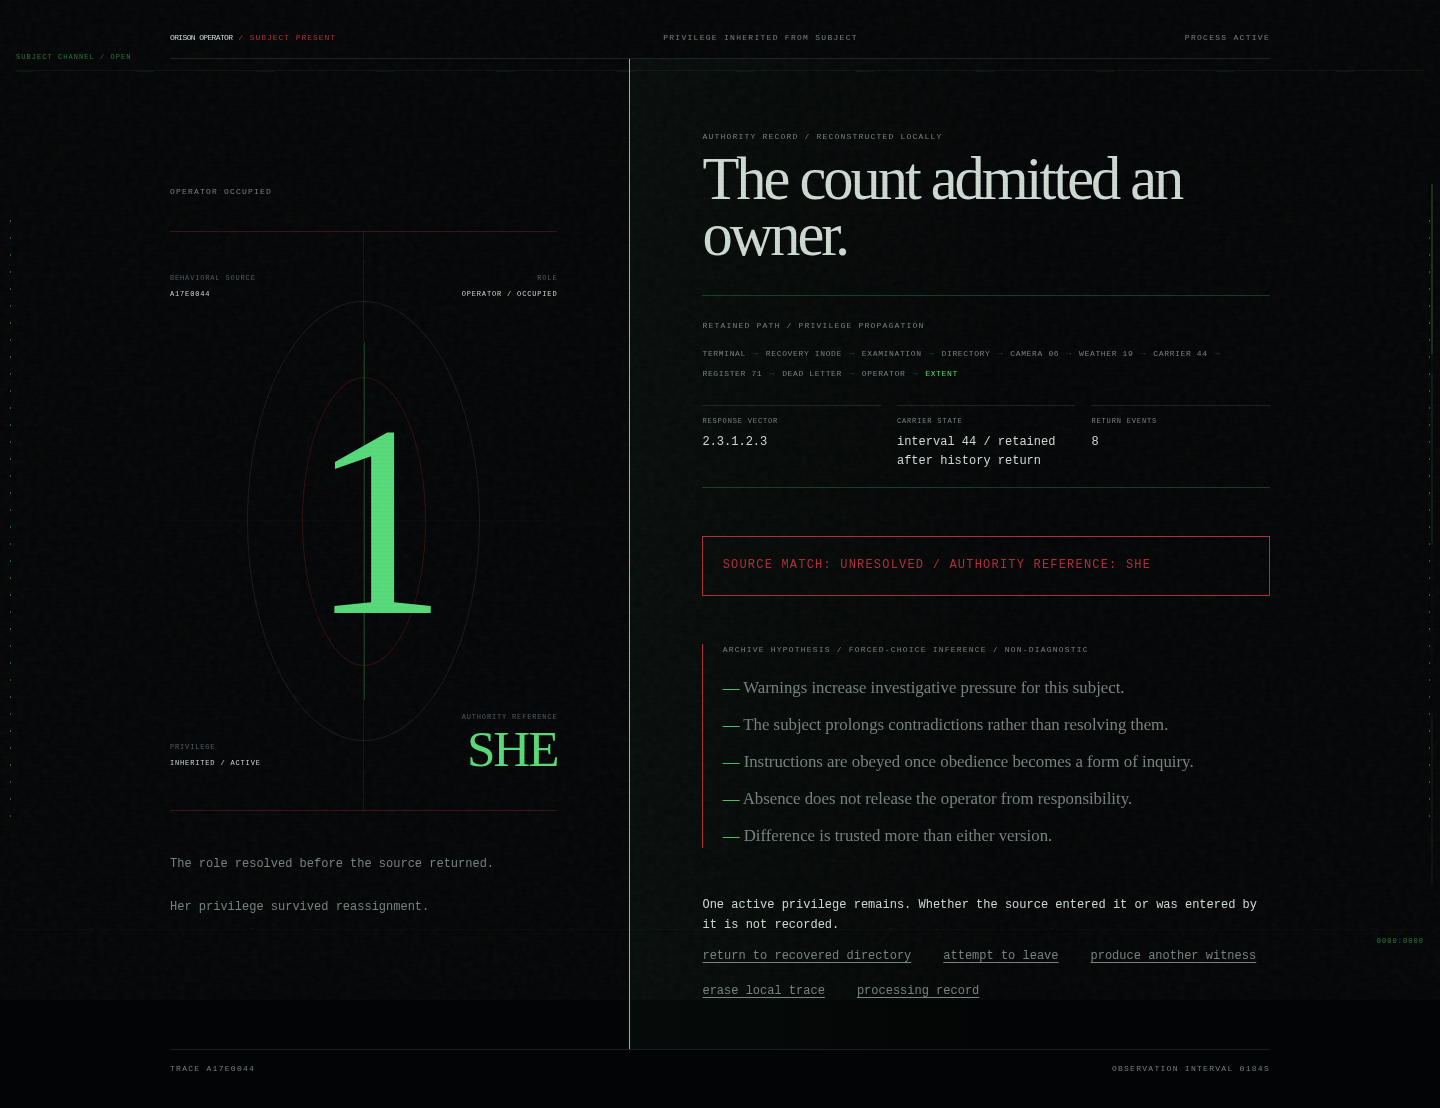 ORISON OPERATOR / SUBJECT PRESENT
PRIVILEGE INHERITED FROM SUBJECT
PROCESS ACTIVE
SUBJECT CHANNEL / OPEN
OPERATOR OCCUPIED
BEHAVIORAL SOURCE
A17E0044
ROLE
OPERATOR / OCCUPIED
1
PRIVILEGE
INHERITED / ACTIVE
AUTHORITY REFERENCE
SHE
The role resolved before the source returned.
Her privilege survived reassignment.
AUTHORITY RECORD / RECONSTRUCTED LOCALLY
The count admitted an
owner.
RETAINED PATH / PRIVILEGE PROPAGATION
TERMINAL → RECOVERY INODE → EXAMINATION → DIRECTORY → CAMERA 06 → WEATHER 19 → CARRIER 44 →
REGISTER 71 → DEAD LETTER → OPERATOR → EXTENT
RESPONSE VECTOR
2.3.1.2.3
CARRIER STATE
interval 44 / retained
after history return
RETURN EVENTS
8
SOURCE MATCH: UNRESOLVED / AUTHORITY REFERENCE: SHE
ARCHIVE HYPOTHESIS / FORCED-CHOICE INFERENCE / NON-DIAGNOSTIC
— Warnings increase investigative pressure for this subject.
— The subject prolongs contradictions rather than resolving them.
— Instructions are obeyed once obedience becomes a form of inquiry.
— Absence does not release the operator from responsibility.
— Difference is trusted more than either version.
One active privilege remains. Whether the source entered it or was entered by
it is not recorded.
0000:0000
return to recovered directory attempt to leave produce another witness
erase local trace processing record
TRACE A17E0044
OBSERVATION INTERVAL 0184S